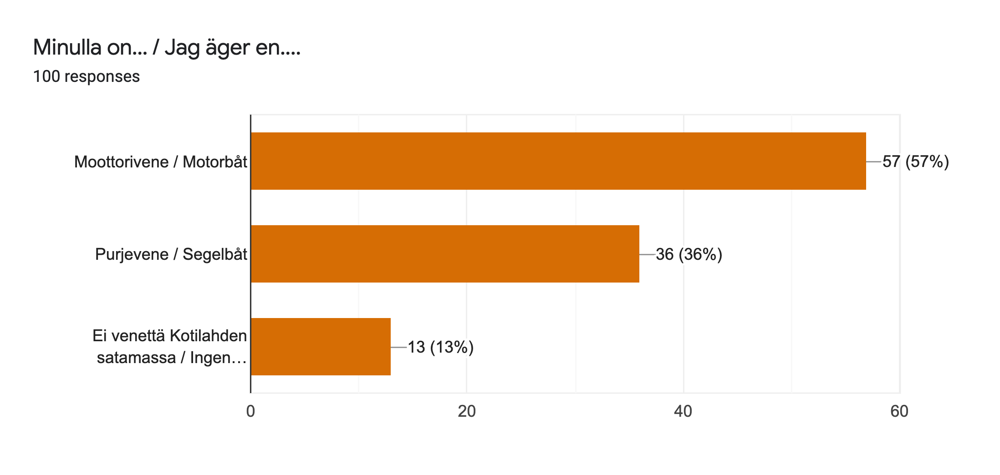 Minulla on... / Jag äger en....
100 responses
Moottorivene / Motorbåt
57 (57%)
Purjevene / Segelbåt
36 (36%)
Ei venettä Kotilahden
satamassa / Ingen…
13 (13%)
0 20 40 60